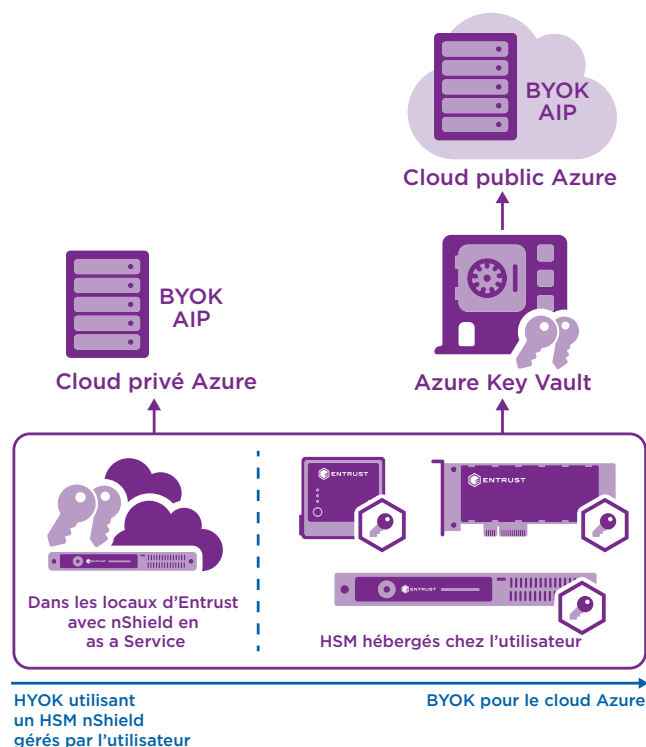 BYOK
AIP
Cloud public Azure
BYOK
AIP
Cloud privé Azure
Azure Key Vault
ENTRUST
ENTRUST
ENTRUST
ENTRUST
Dans les locaux d'Entrust
avec nShield en
as a Service
HSM hébergés chez l'utilisateur
HYOK utilisant
un HSM nShield
gérés par l'utilisateur
BYOK pour le cloud Azure